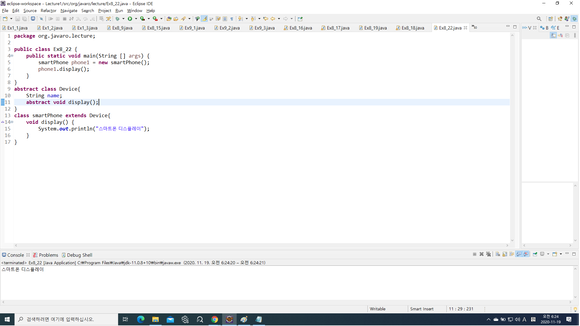 eclipse-workspace - Lecture1/src/org/javaro/lecture/Ex8_22.java - Eclipse IDE
File Edit Source Refactor Navigate Search Project Run Window Help
Ex1_1.java Ex1_2.java Ex3_1.java Ex8_9.java Ex8_15.java Ex9_1.java Ex9_2.java Ex9_3.java Ex8_16.java Ex8_17.java Ex8_19.java Ex8_18.java Ex8_22.java
1 package org.javaro.lecture;
2
3 public class Ex8_22 {
4 public static void main(String [] args) {
5 smartPhone phone1 = new smartPhone();
6 phone1.display();
7 }
8 }
9 abstract class Device{
10 String name;
11 abstract void display();
12 }
13 class smartPhone extends Device{
14 void display() {
15 System.out.println("스마트폰 디스플레이");
16 }
17 }
Console Problems Debug Shell
<terminated> Ex8_22 [Java Application] C:₩Program Files₩Java₩jdk-11.0.6+10₩bin₩javaw.exe (2020. 11. 19. 오전 6:24:20 – 오전 6:24:21)
스마트폰 디스플레이
Writable Smart Insert 11 : 29 : 231
검색하려면 여기에 입력하십시오.
오전 6:24
2020-11-19